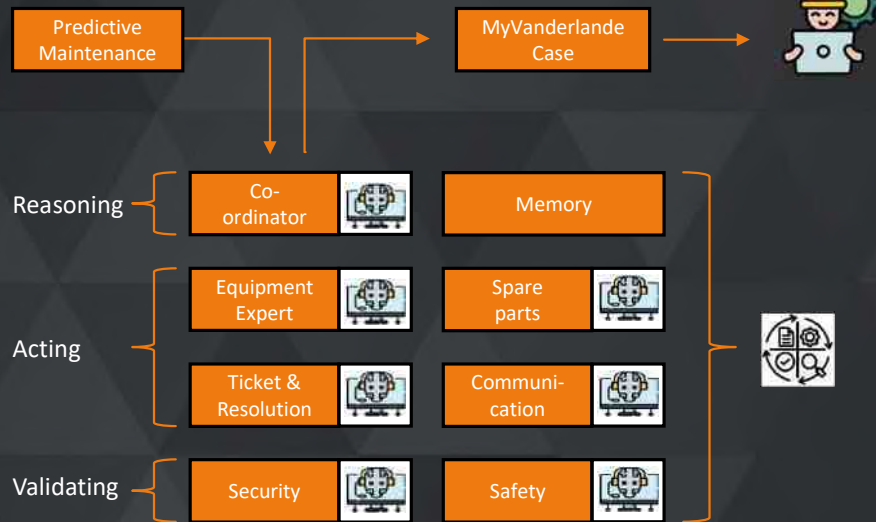 Predictive
Maintenance
MyVanderlande
Case
Reasoning
Co-
ordinator
Memory
Equipment
Expert
Spare
parts
Acting
Ticket &
Resolution
Communi-
cation
Validating
Security
Safety